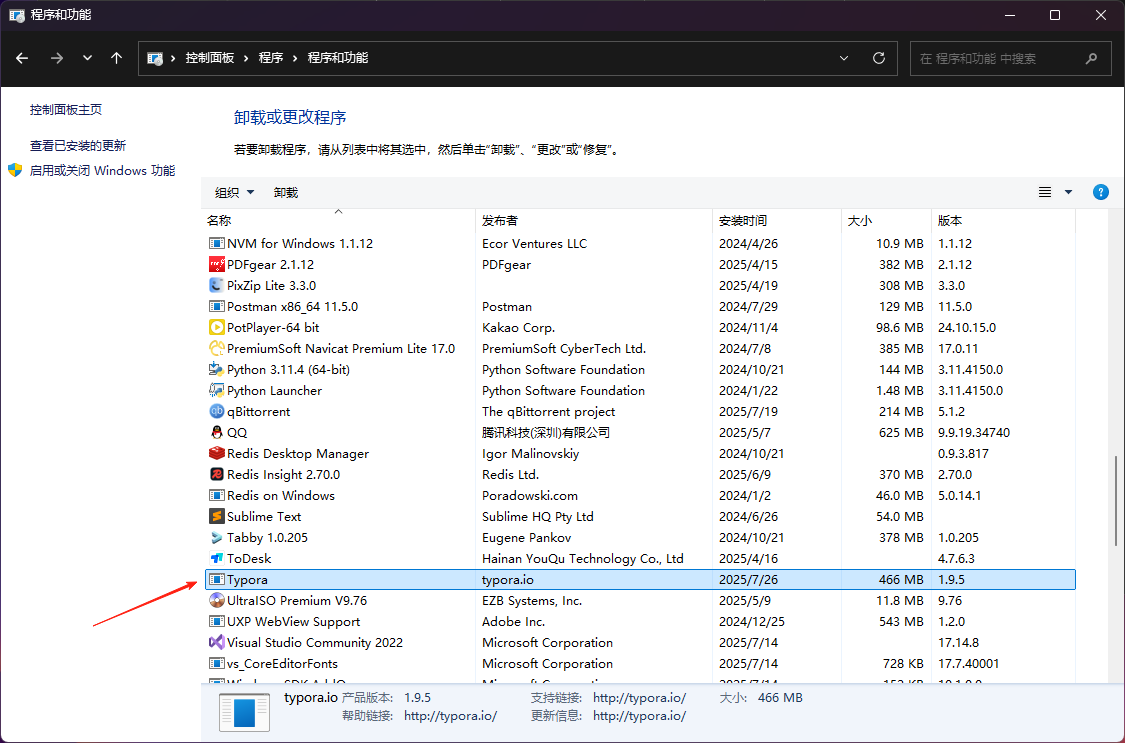 程序和功能
控制面板 程序 程序和功能
在 程序和功能 中搜索
控制面板主页
查看已安装的更新
启用或关闭 Windows 功能
卸载或更改程序
若要卸载程序，请从列表中将其选中，然后单击“卸载”、“更改”或“修复”。
组织 卸载
名称 发布者 安装时间 大小 版本
NVM for Windows 1.1.12 Ecor Ventures LLC 2024/4/26 10.9 MB 1.1.12
PDFgear 2.1.12 PDFgear 2025/4/15 382 MB 2.1.12
PixZip Lite 3.3.0 2025/4/19 308 MB 3.3.0
Postman x86_64 11.5.0 Postman 2024/7/29 129 MB 11.5.0
PotPlayer-64 bit Kakao Corp. 2024/11/4 98.6 MB 24.10.15.0
PremiumSoft Navicat Premium Lite 17.0 PremiumSoft CyberTech Ltd. 2024/7/8 385 MB 17.0.11
Python 3.11.4 (64-bit) Python Software Foundation 2024/10/21 144 MB 3.11.4150.0
Python Launcher Python Software Foundation 2024/1/22 1.48 MB 3.11.4150.0
qBittorrent The qBittorrent project 2025/7/19 214 MB 5.1.2
QQ 腾讯科技(深圳)有限公司 2025/5/7 625 MB 9.9.19.34740
Redis Desktop Manager Igor Malinovskiy 2024/10/21 0.9.3.817
Redis Insight 2.70.0 Redis Ltd. 2025/6/9 370 MB 2.70.0
Redis on Windows Poradowski.com 2024/1/2 46.0 MB 5.0.14.1
Sublime Text Sublime HQ Pty Ltd 2024/6/26 54.0 MB
Tabby 1.0.205 Eugene Pankov 2024/10/21 378 MB 1.0.205
ToDesk Hainan YouQu Technology Co., Ltd 2025/4/16 4.7.6.3
Typora typora.io 2025/7/26 466 MB 1.9.5
UltraISO Premium V9.76 EZB Systems, Inc. 2025/5/9 11.8 MB 9.76
UXP WebView Support Adobe Inc. 2024/12/25 543 MB 1.2.0
Visual Studio Community 2022 Microsoft Corporation 2025/7/14 17.14.8
vs_CoreEditorFonts Microsoft Corporation 2025/7/14 728 KB 17.7.40001
typora.io 产品版本: 1.9.5 支持链接: http://typora.io/ 大小: 466 MB
帮助链接: http://typora.io/ 更新信息: http://typora.io/